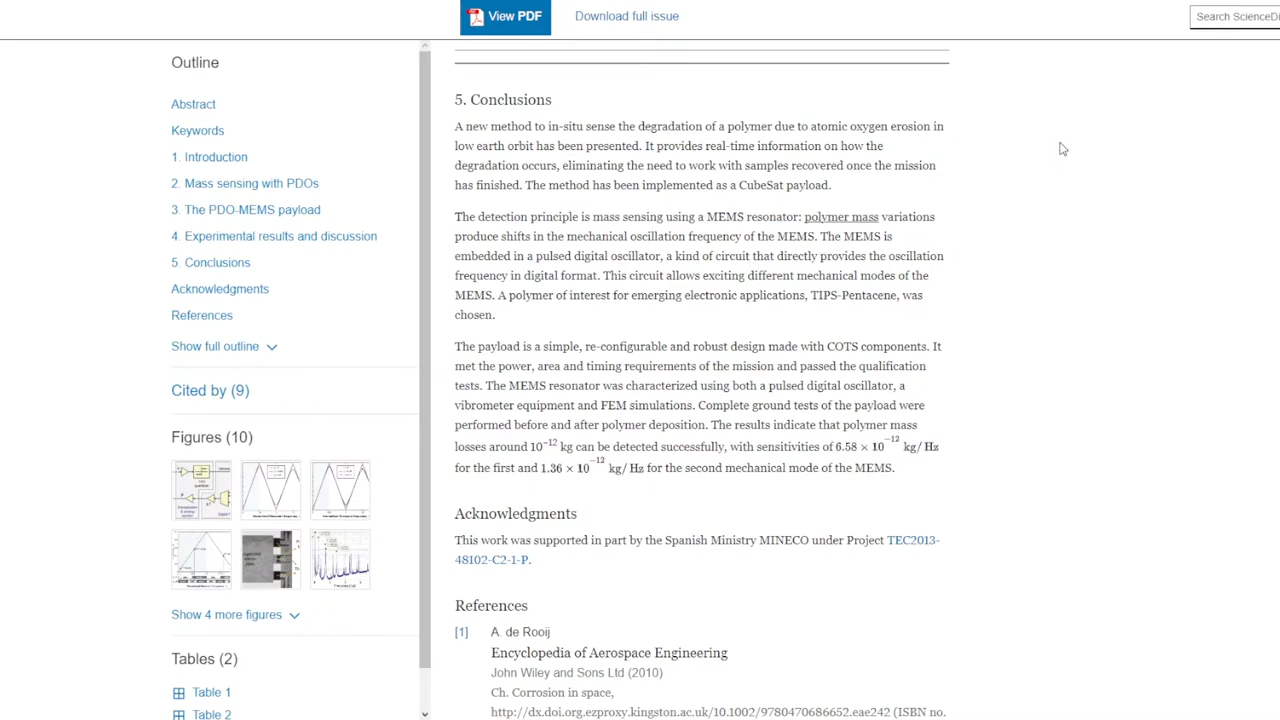 View PDF
Download full issue
Search ScienceDi
Outline
Abstract
Keywords
1. Introduction
2. Mass sensing with PDOs
3. The PDO-MEMS payload
4. Experimental results and discussion
5. Conclusions
Acknowledgments
References
Show full outline
Cited by (9)
Figures (10)
Show 4 more figures
Tables (2)
Table 1
Table 2
5. Conclusions
A new method to in-situ sense the degradation of a polymer due to atomic oxygen erosion in
low earth orbit has been presented. It provides real-time information on how the
degradation occurs, eliminating the need to work with samples recovered once the mission
has finished. The method has been implemented as a CubeSat payload.
The detection principle is mass sensing using a MEMS resonator: polymer mass variations
produce shifts in the mechanical oscillation frequency of the MEMS. The MEMS is
embedded in a pulsed digital oscillator, a kind of circuit that directly provides the oscillation
frequency in digital format. This circuit allows exciting different mechanical modes of the
MEMS. A polymer of interest for emerging electronic applications, TIPS-Pentacene, was
chosen.
The payload is a simple, re-configurable and robust design made with COTS components. It
met the power, area and timing requirements of the mission and passed the qualification
tests. The MEMS resonator was characterized using both a pulsed digital oscillator, a
vibrometer equipment and FEM simulations. Complete ground tests of the payload were
performed before and after polymer deposition. The results indicate that polymer mass
losses around 10⁻¹² kg can be detected successfully, with sensitivities of 6.58 × 10⁻¹² kg/Hz
for the first and 1.36 × 10⁻¹² kg/Hz for the second mechanical mode of the MEMS.
Acknowledgments
This work was supported in part by the Spanish Ministry MINECO under Project TEC2013-
48102-C2-1-P.
References
[1] A. de Rooij
Encyclopedia of Aerospace Engineering
John Wiley and Sons Ltd (2010)
Ch. Corrosion in space,
http://dx.doi.org.ezproxy.kingston.ac.uk/10.1002/9780470686652.eae242 (ISBN no.